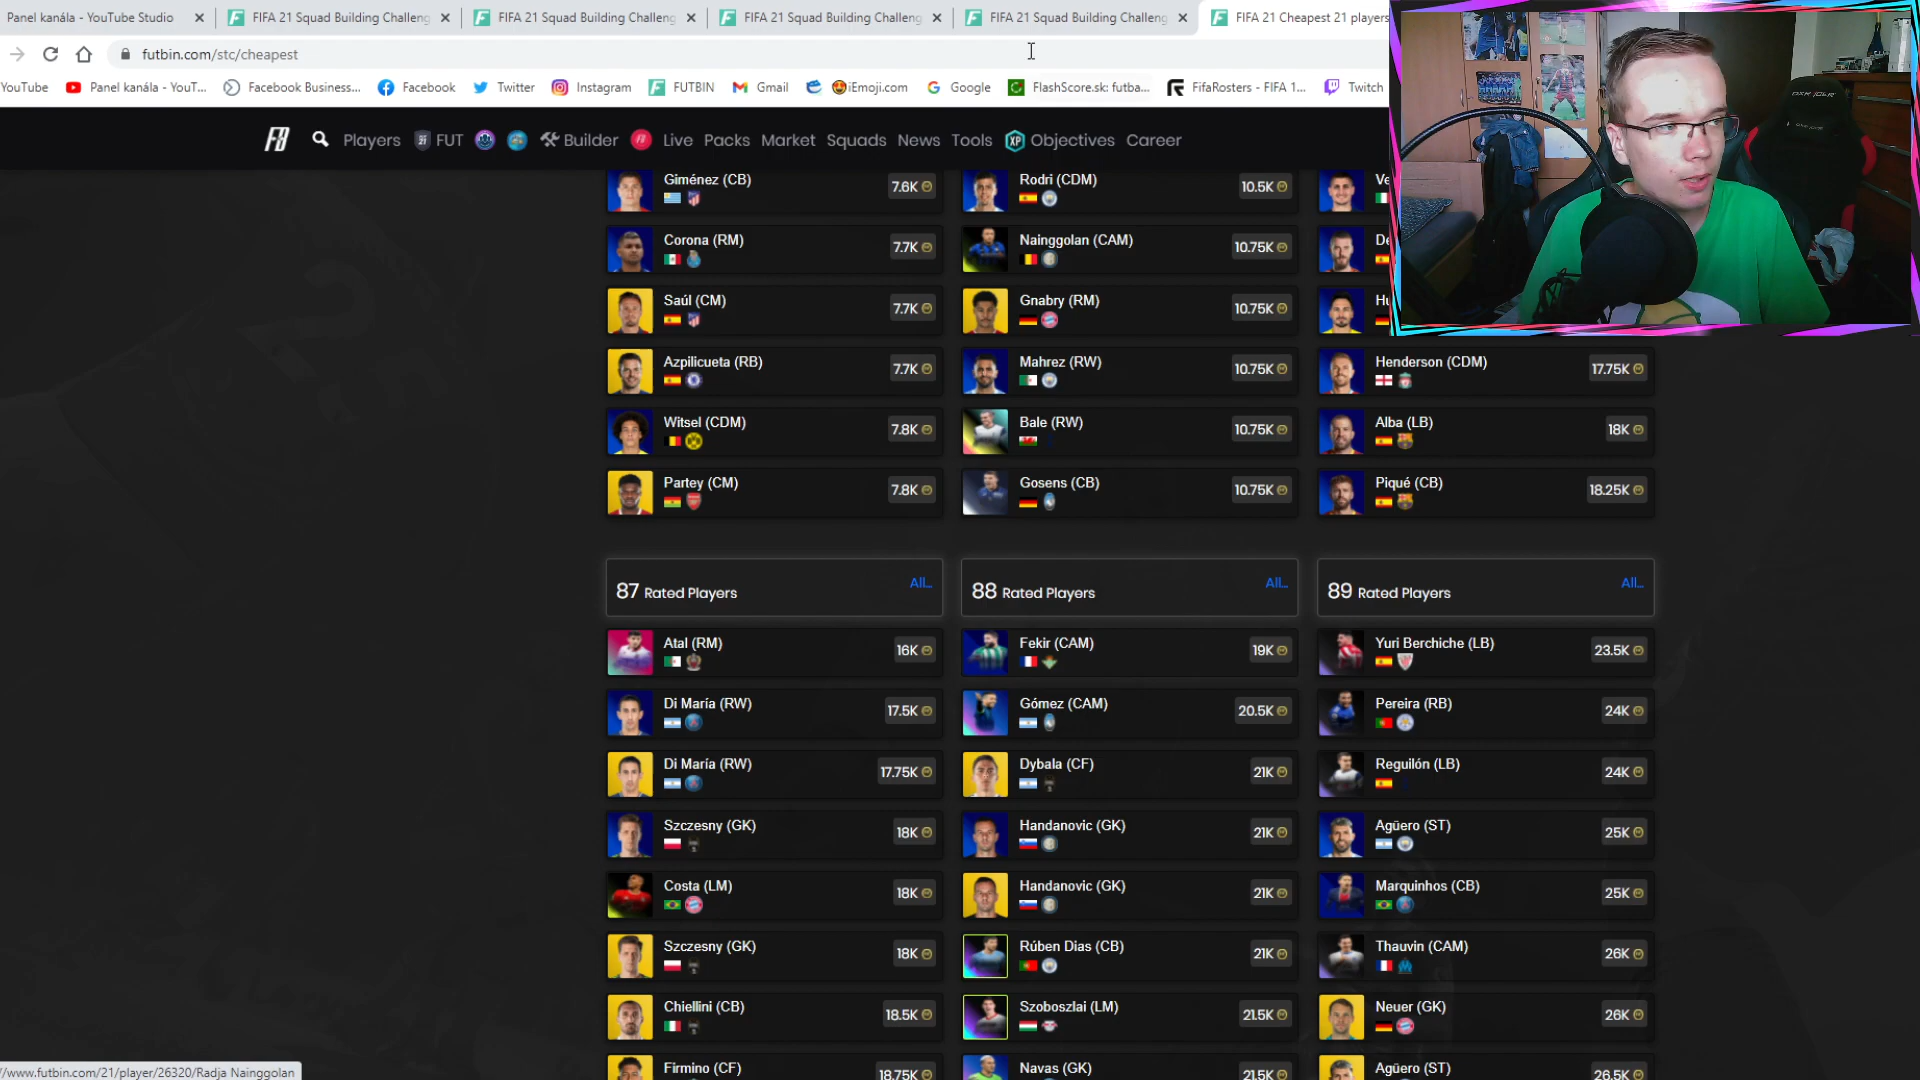 Panel kanála - YouTube Studio
FIFA 21 Squad Building Challeng
FIFA 21 Squad Building Challeng
FIFA 21 Squad Building Challeng
FIFA 21 Squad Building Challeng
FIFA 21 Cheapest 21 players
futbin.com/stc/cheapest
YouTube
Panel kanála - YouT...
Facebook Business...
Facebook
Twitter
Instagram
FUTBIN
Gmail
iEmoji.com
Google
FlashScore.sk: futba...
FifaRosters - FIFA 1...
Twitch
Players
FUT
Builder
Live
Packs
Market
Squads
News
Tools
XP
Objectives
Career
Giménez (CB) 7.6K
Corona (RM) 7.7K
Saúl (CM) 7.7K
Azpilicueta (RB) 7.7K
Witsel (CDM) 7.8K
Partey (CM) 7.8K
Rodri (CDM) 10.5K
Nainggolan (CAM) 10.75K
Gnabry (RM) 10.75K
Mahrez (RW) 10.75K
Bale (RW) 10.75K
Gosens (CB) 10.75K
Ve
De
Hu
Henderson (CDM) 17.75K
Alba (LB) 18K
Piqué (CB) 18.25K
87 Rated Players All...
Atal (RM) 16K
Di María (RW) 17.5K
Di María (RW) 17.75K
Szczesny (GK) 18K
Costa (LM) 18K
Szczesny (GK) 18K
Chiellini (CB) 18.5K
Firmino (CF) 18.75K
88 Rated Players All...
Fekir (CAM) 19K
Gómez (CAM) 20.5K
Dybala (CF) 21K
Handanovic (GK) 21K
Handanovic (GK) 21K
Rúben Dias (CB) 21K
Szoboszlai (LM) 21.5K
Navas (GK) 21.5K
89 Rated Players All...
Yuri Berchiche (LB) 23.5K
Pereira (RB) 24K
Reguilón (LB) 24K
Agüero (ST) 25K
Marquinhos (CB) 25K
Thauvin (CAM) 26K
Neuer (GK) 26K
Agüero (ST) 26.5K
//www.futbin.com/21/player/26320/Radja Nainggolan